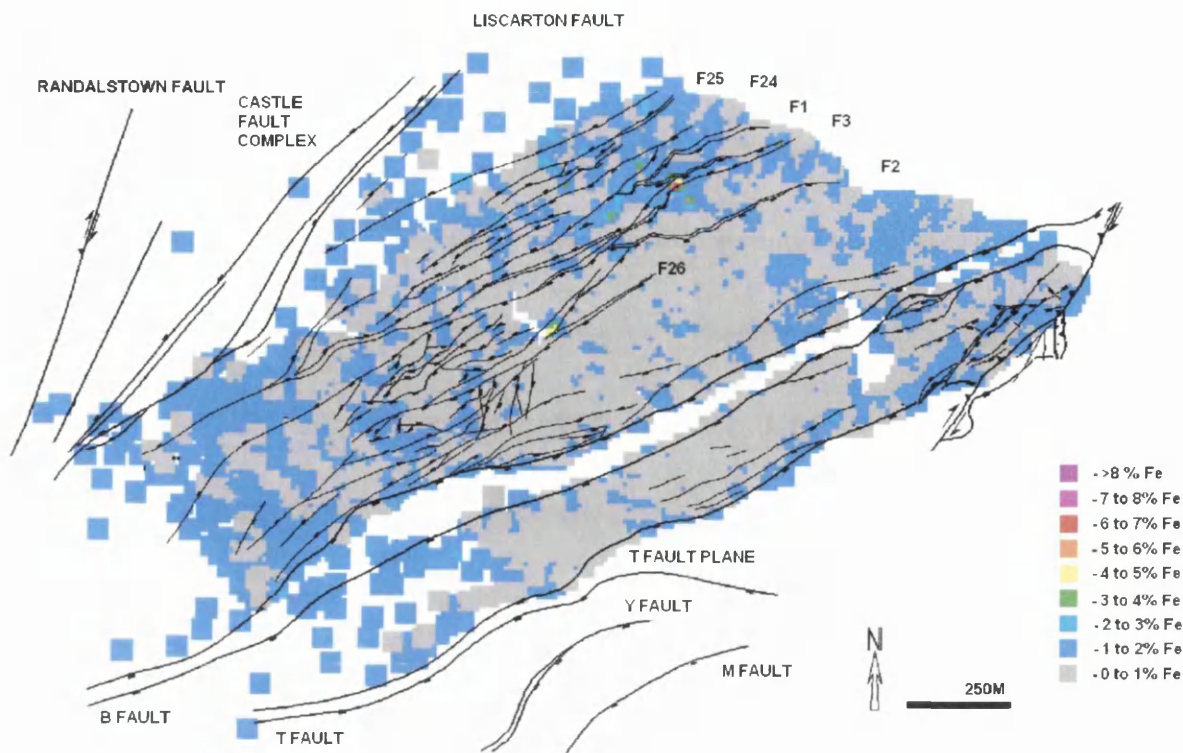 LISCARTON FAULT
RANDALSTOWN FAULT
CASTLE
FAULT
COMPLEX
F25
F24
F1
F3
F2
F26
T FAULT PLANE
Y FAULT
M FAULT
B FAULT
T FAULT
N
250M
->8 % Fe
-7 to 8% Fe
-6 to 7% Fe
-5 to 6% Fe
-4 to 5% Fe
-3 to 4% Fe
-2 to 3% Fe
-1 to 2% Fe
-0 to 1% Fe